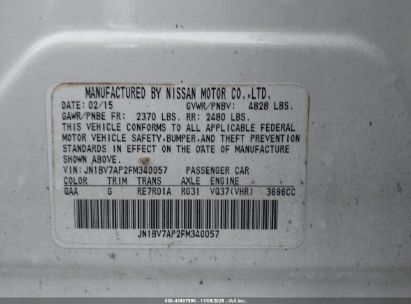 MANUFACTURED BY NISSAN MOTOR CO.,LTD.
DATE: 02/15 GVWR/PNBV: 4828 LBS.
GAWR/PNBE FR: 2370 LBS. RR: 2480 LBS.
THIS VEHICLE CONFORMS TO ALL APPLICABLE FEDERAL
MOTOR VEHICLE SAFETY, BUMPER, AND THEFT PREVENTION
STANDARDS IN EFFECT ON THE DATE OF MANUFACTURE
SHOWN ABOVE.
VIN: JN1BV7AP2FM340057 PASSENGER CAR
COLOR TRIM TRANS AXLE ENGINE
QAA G RE7R01A RG31 VQ37(VHR) 3696CC
JN1BV7AP2FM340057